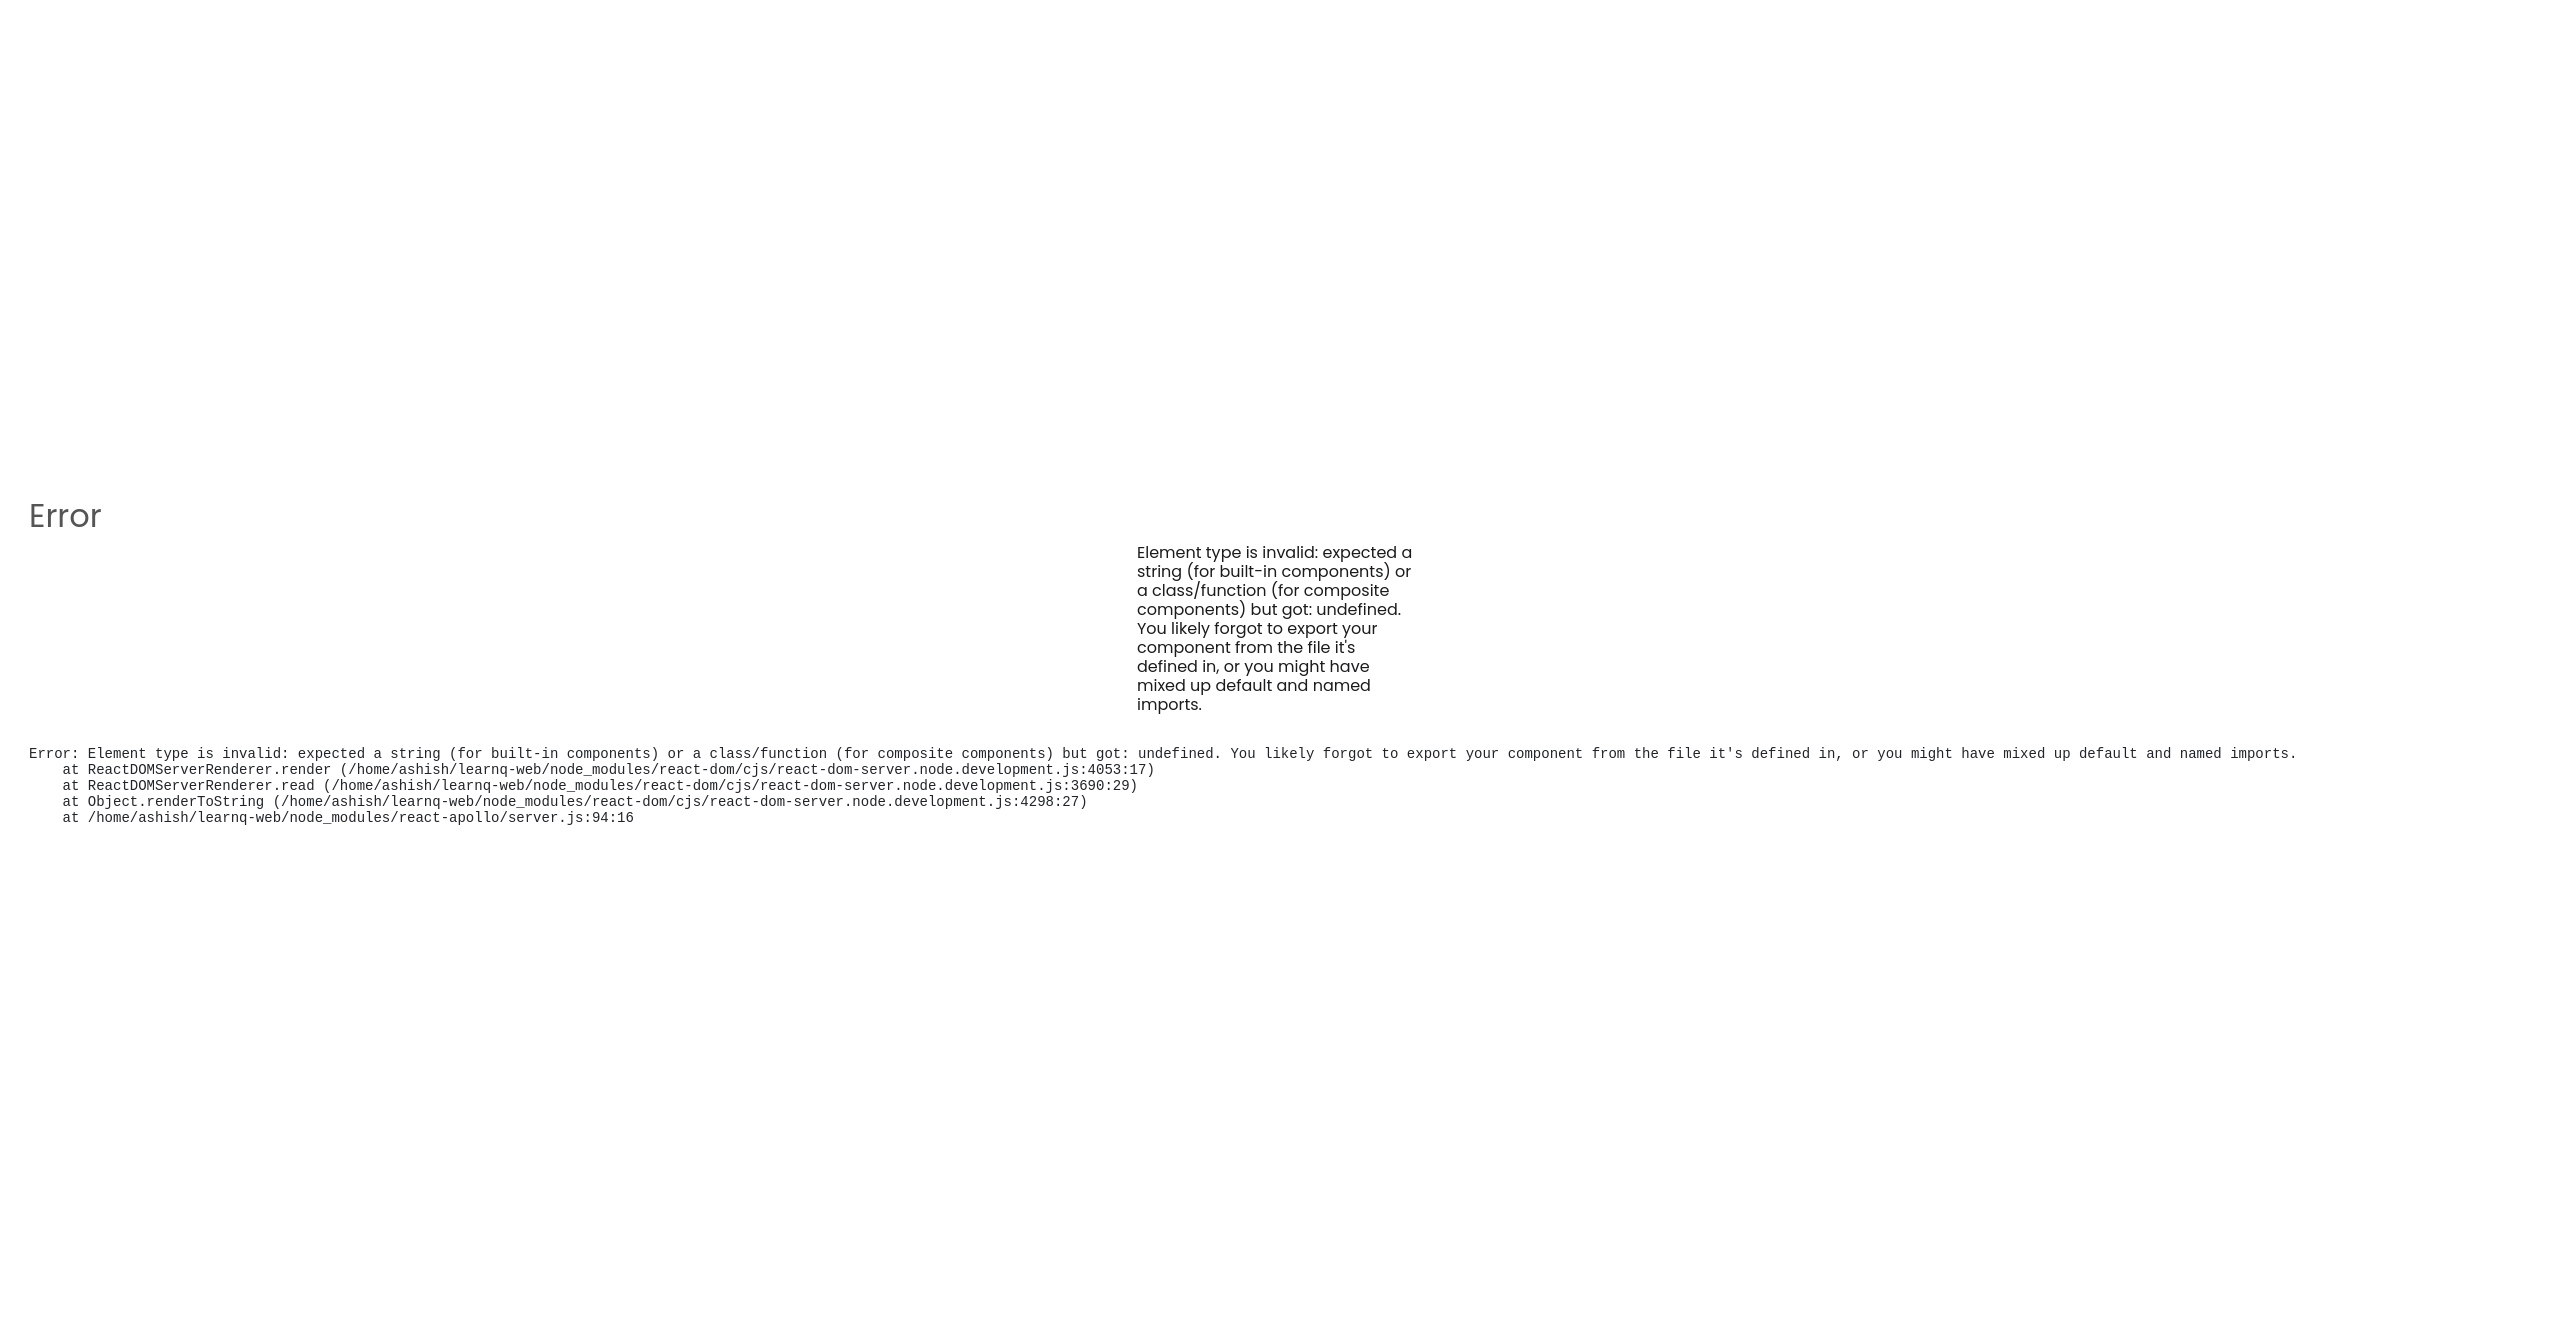 Error
Element type is invalid: expected a
string (for built-in components) or
a class/function (for composite
components) but got: undefined.
You likely forgot to export your
component from the file it's
defined in, or you might have
mixed up default and named
imports.
Error: Element type is invalid: expected a string (for built-in components) or a class/function (for composite components) but got: undefined. You likely forgot to export your component from the file it's defined in, or you might have mixed up default and named imports.
    at ReactDOMServerRenderer.render (/home/ashish/learnq-web/node_modules/react-dom/cjs/react-dom-server.node.development.js:4053:17)
    at ReactDOMServerRenderer.read (/home/ashish/learnq-web/node_modules/react-dom/cjs/react-dom-server.node.development.js:3690:29)
    at Object.renderToString (/home/ashish/learnq-web/node_modules/react-dom/cjs/react-dom-server.node.development.js:4298:27)
    at /home/ashish/learnq-web/node_modules/react-apollo/server.js:94:16